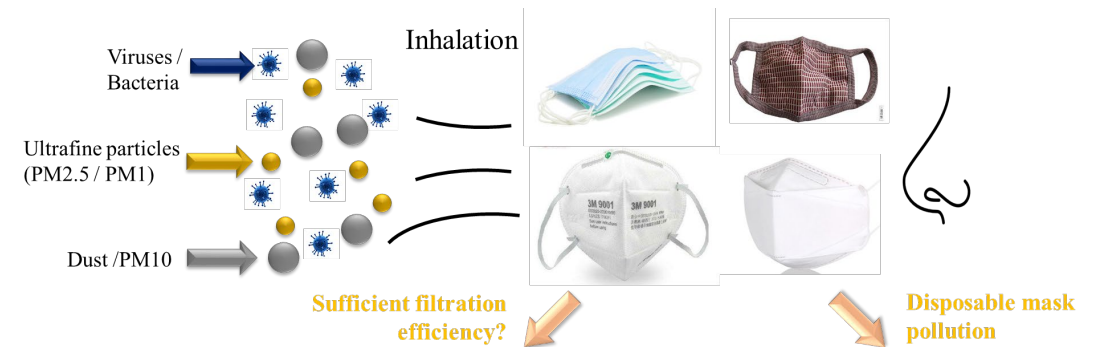 Viruses /
Bacteria
Inhalation
Ultrafine particles
(PM2.5 / PM1)
3M 9001
3M 9001
Dust /PM10
Sufficient filtration
efficiency?
Disposable mask
pollution